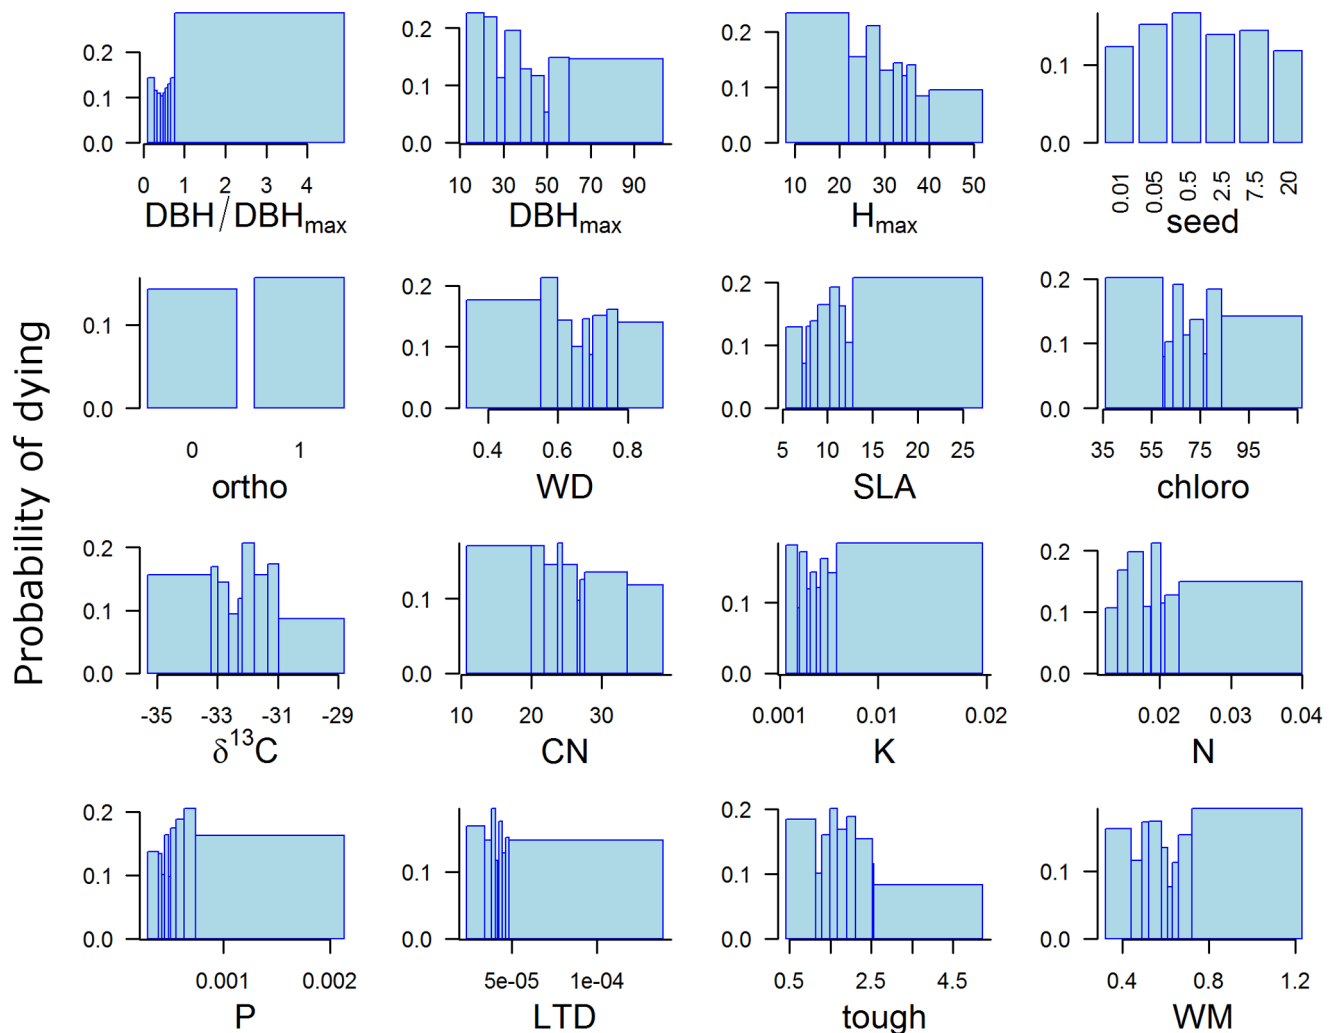 Probability of dying
0.2
0.1
0.0
0 1 2 3 4
DBH/DBHmax
0.2
0.1
0.0
10 30 50 70 90
DBHmax
0.2
0.1
0.0
10 20 30 40 50
Hmax
0.1
0.0
0.01 0.05 0.5 2.5 7.5 20
seed
0.1
0.0
0 1
ortho
0.2
0.1
0.0
0.4 0.6 0.8
WD
0.2
0.1
0.0
5 10 15 20 25
SLA
0.2
0.1
0.0
35 55 75 95
chloro
0.2
0.1
0.0
-35 -33 -31 -29
δ13C
0.1
0.0
10 20 30
CN
0.1
0.0
0.001 0.01 0.02
K
0.2
0.1
0.0
0.02 0.03 0.04
N
0.2
0.1
0.0
0.001 0.002
P
0.1
0.0
5e-05 1e-04
LTD
0.2
0.1
0.0
0.5 2.5 4.5
tough
0.1
0.0
0.4 0.8 1.2
WM